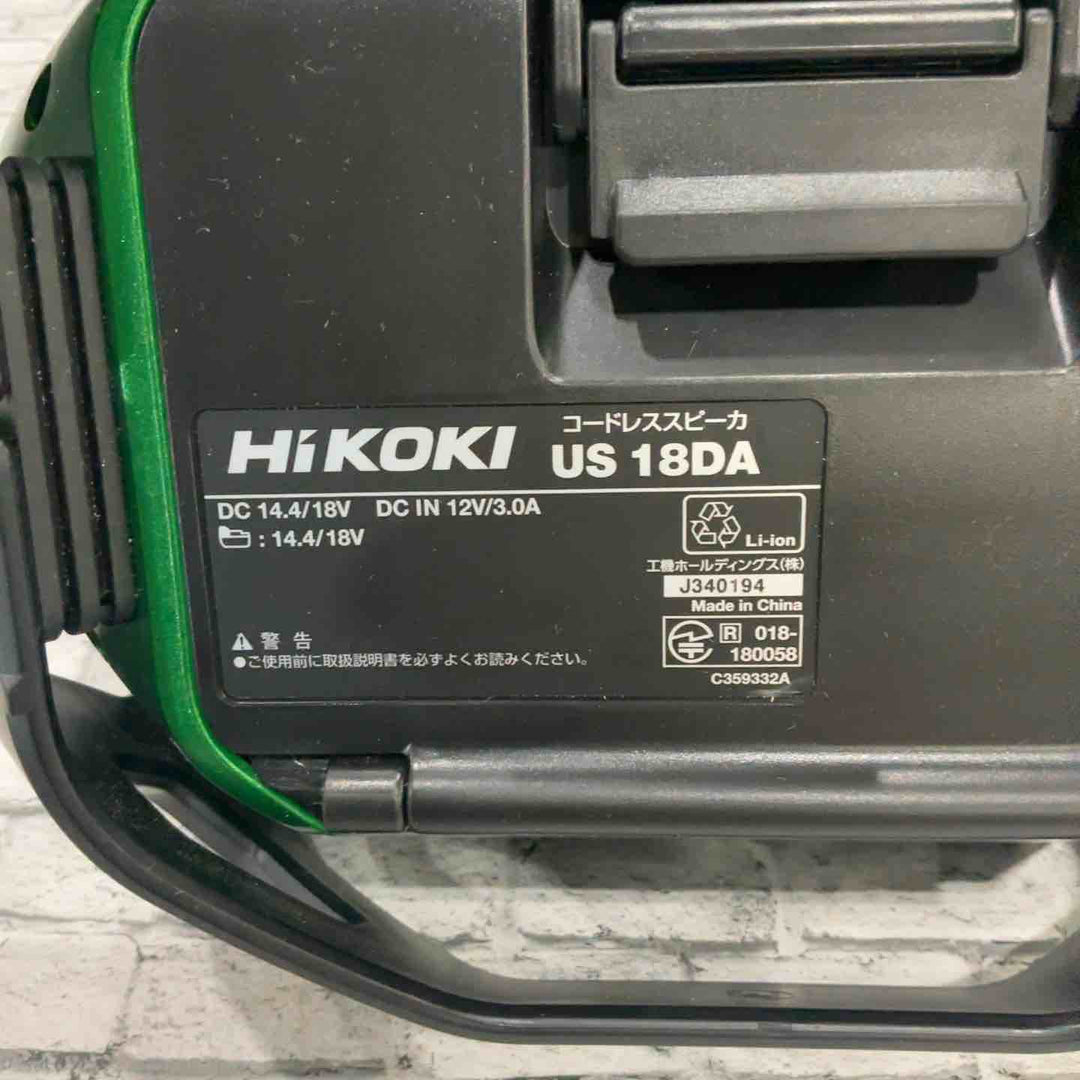 HiKOKI
コードレススピーカ
US 18DA
DC 14.4/18V DC IN 12V/3.0A
: 14.4/18V
Li-ion
工機ホールディングス(株)
J340194
Made in China
R 018-
180058
C359332A
警告
●ご使用前に取扱説明書を必ずよくお読みください。